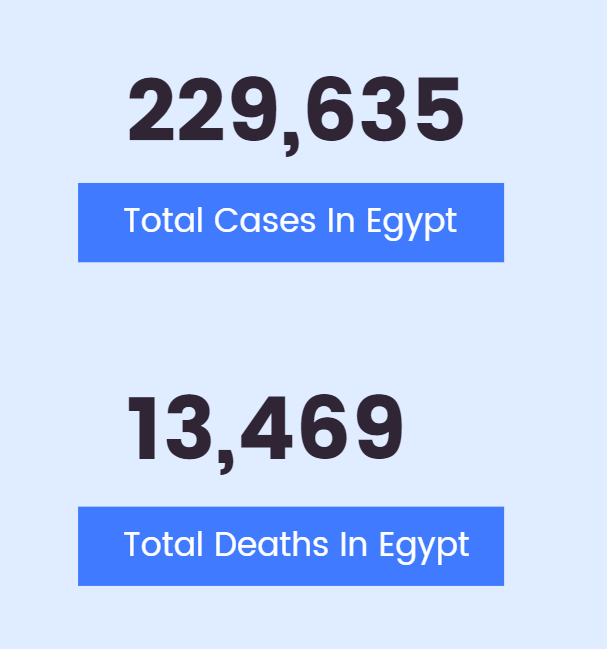 229,635
Total Cases In Egypt
13,469
Total Deaths In Egypt